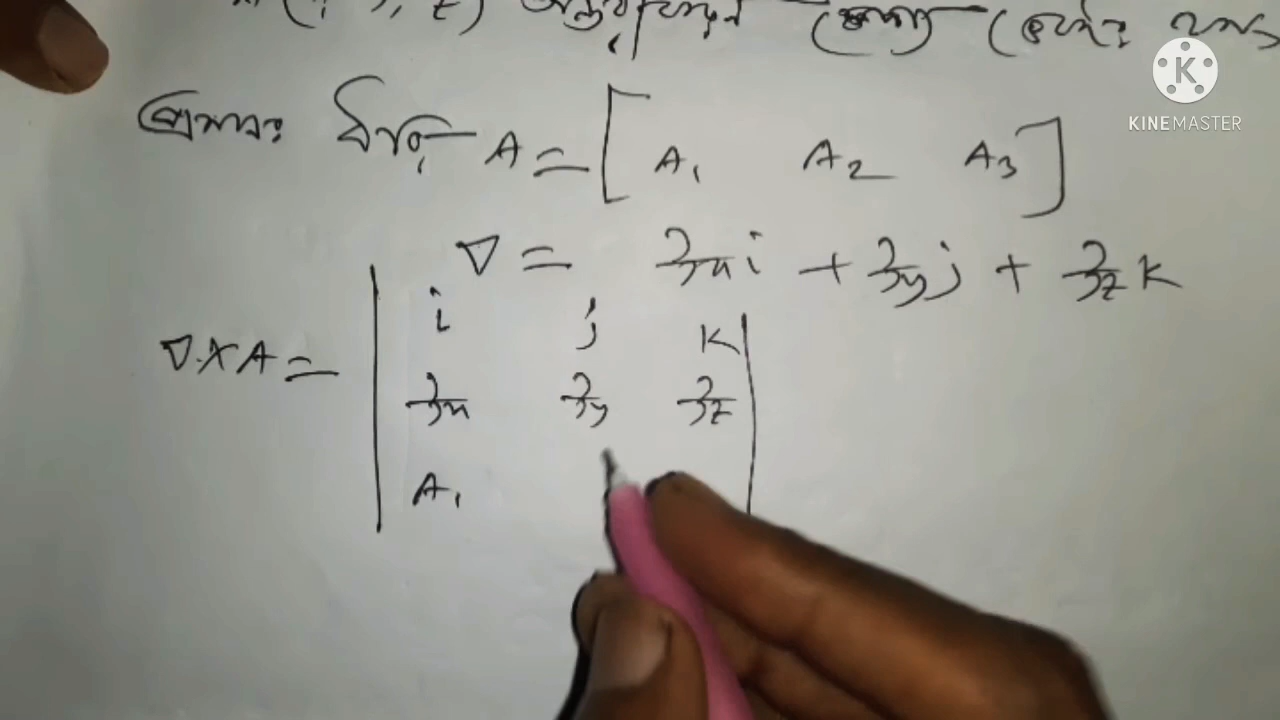 z)
KINEMASTER
প্রমাণঃ ধরি, A = [ A₁ A₂ A₃ ]
∇ = ∂/∂x i + ∂/∂y j + ∂/∂z k
∇×A = | i j k |
∂/∂x ∂/∂y ∂/∂z
A₁